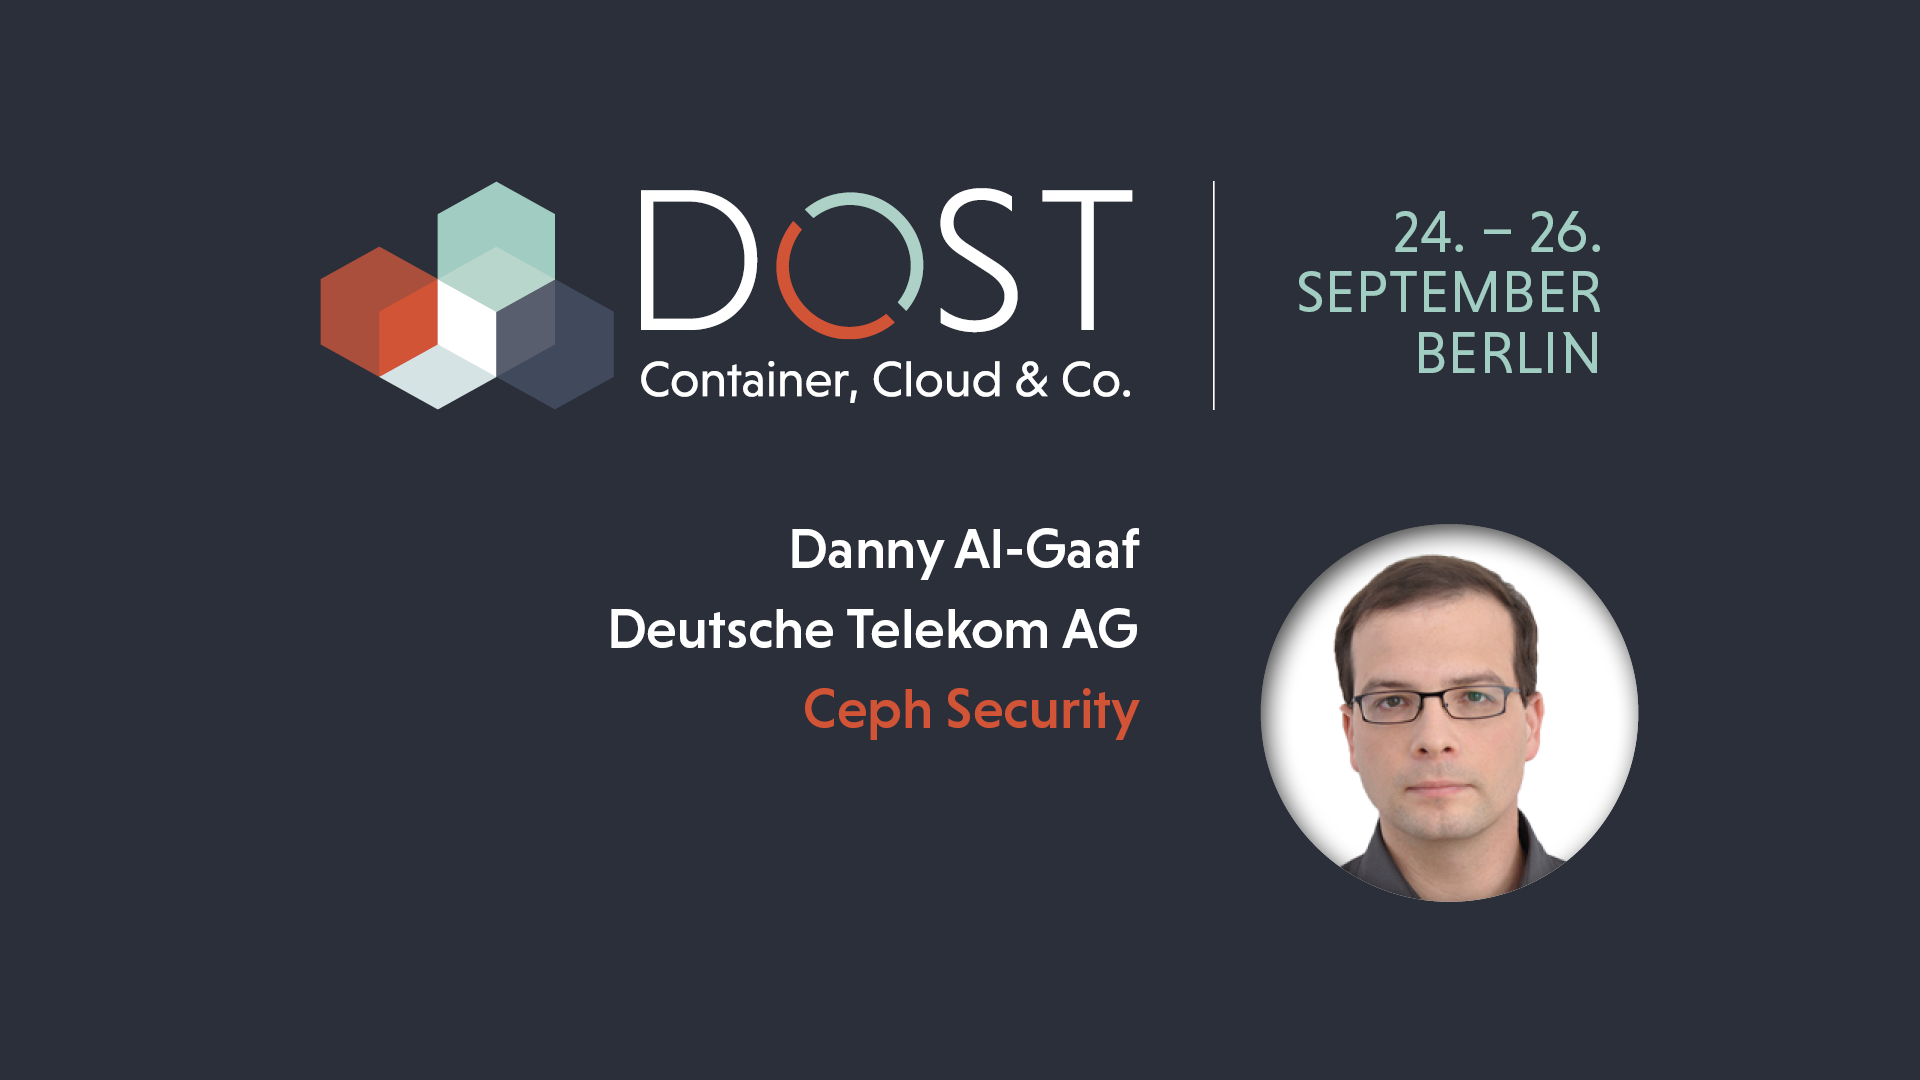 DOST
Container, Cloud & Co.
24. – 26.
SEPTEMBER
BERLIN
Danny Al-Gaaf
Deutsche Telekom AG
Ceph Security